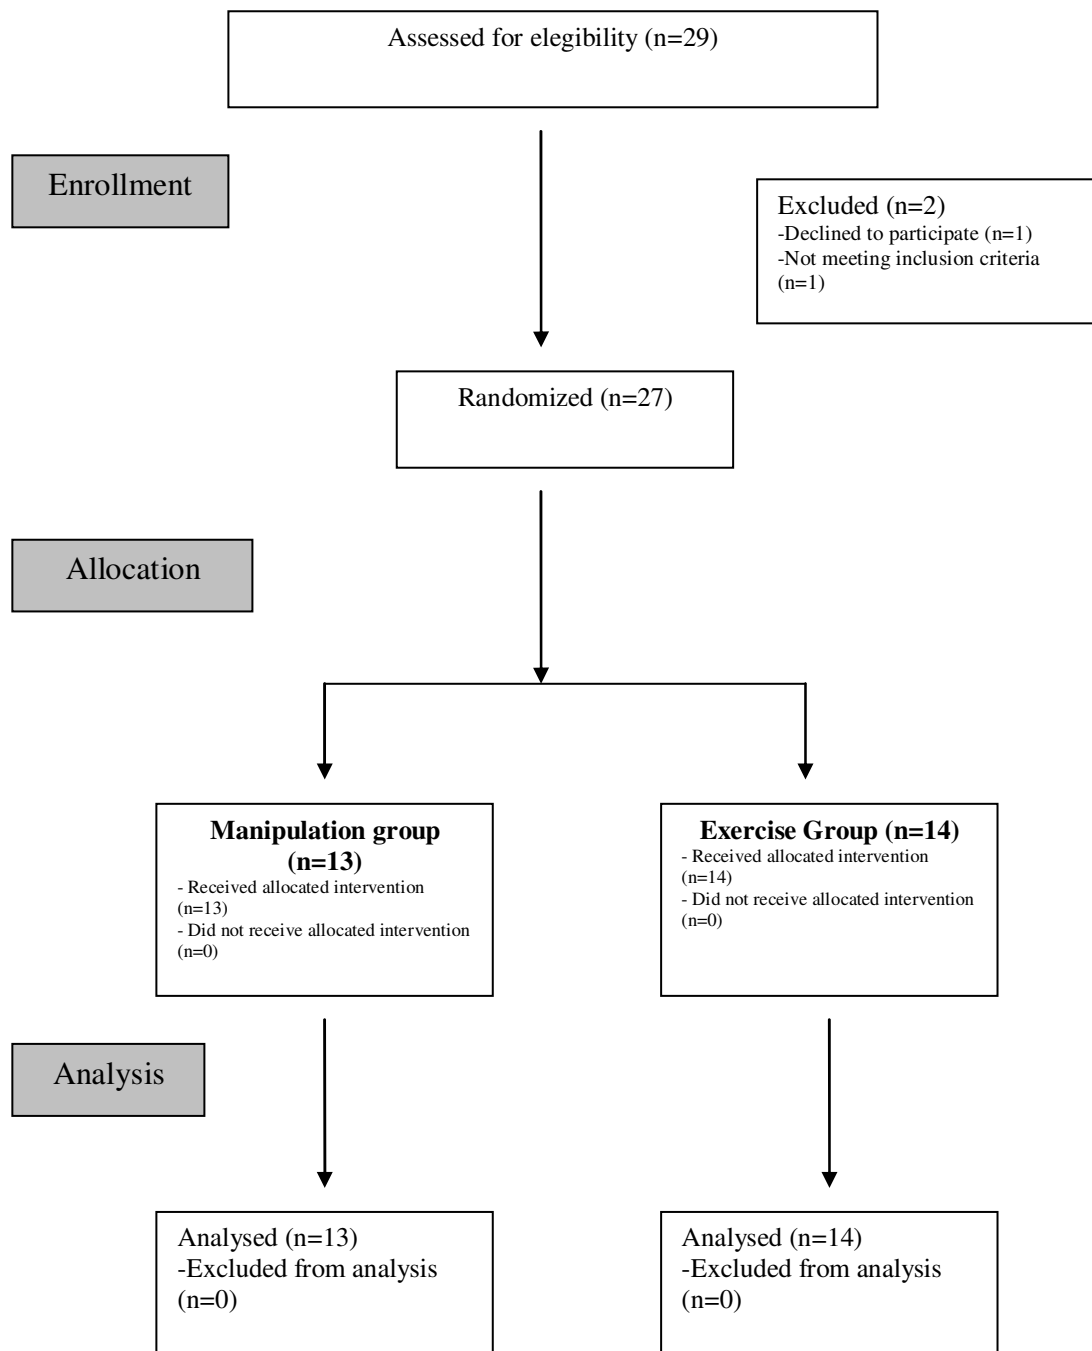 Assessed for elegibility (n=29)
Enrollment
Excluded (n=2)
-Declined to participate (n=1)
-Not meeting inclusion criteria
(n=1)
Randomized (n=27)
Allocation
Manipulation group
(n=13)
- Received allocated intervention
(n=13)
- Did not receive allocated intervention
(n=0)
Exercise Group (n=14)
- Received allocated intervention
(n=14)
- Did not receive allocated intervention
(n=0)
Analysis
Analysed (n=13)
-Excluded from analysis
(n=0)
Analysed (n=14)
-Excluded from analysis
(n=0)